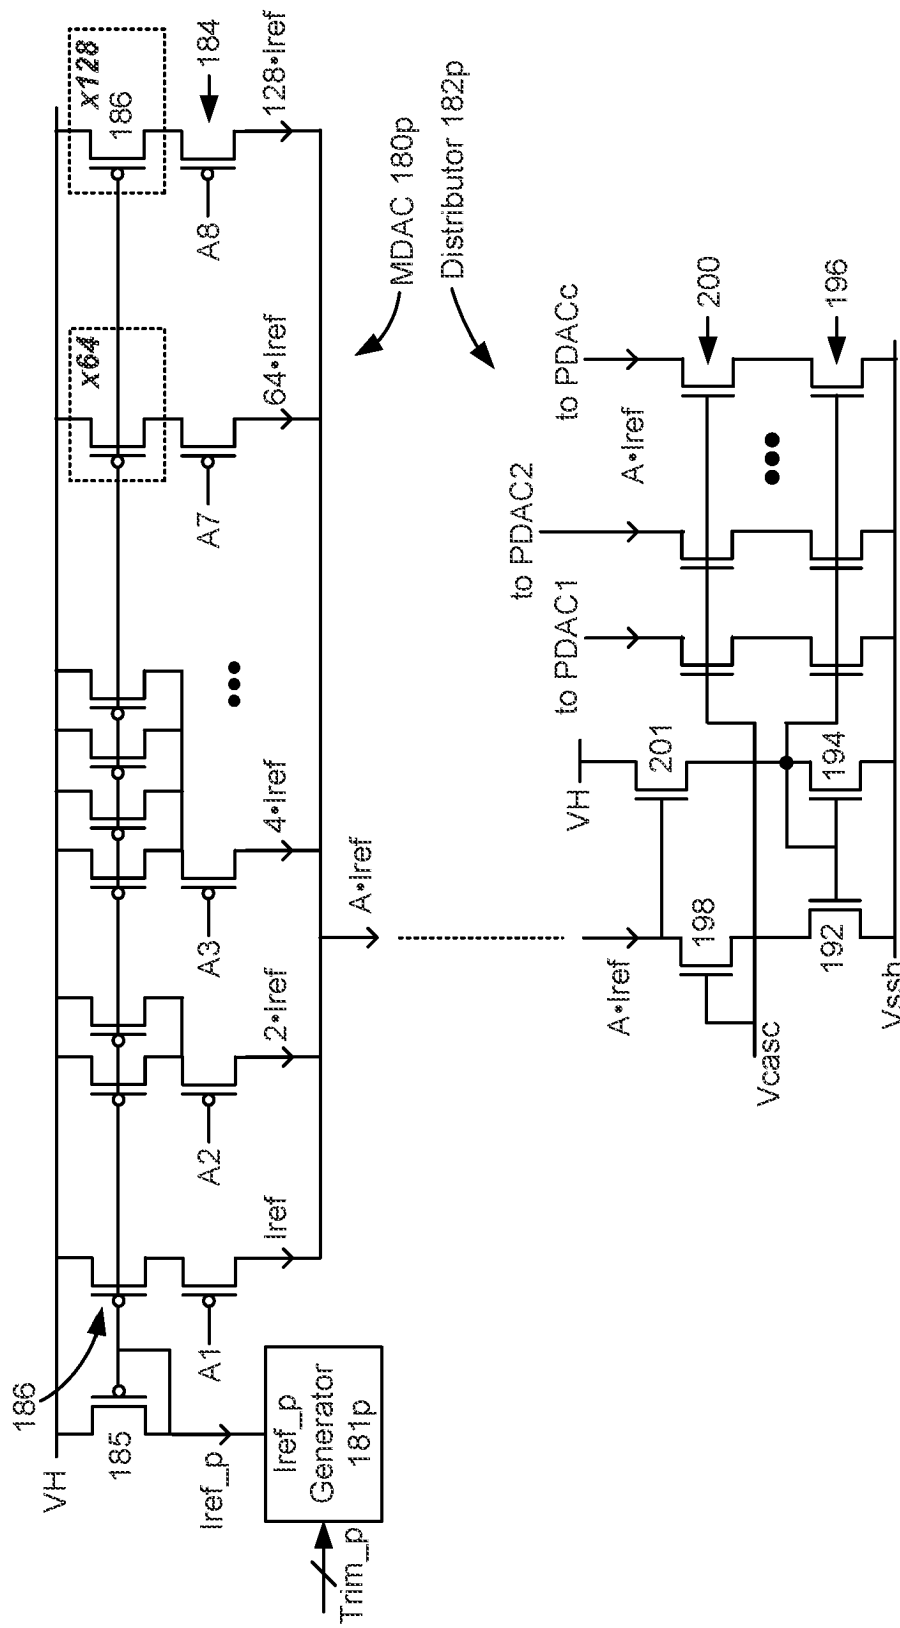 VH
185
186
Iref_p
Trim_p
Iref_p
Generator
181p
A1
Iref
A2
2•Iref
A3
4•Iref
A7
x64
64•Iref
A8
x128
186
184
128•Iref
A•Iref
MDAC 180p
Distributor 182p
A•Iref
198
192
Vcasc
Vssh
VH
201
194
to PDAC1
to PDAC2
to PDACc
A•Iref
200
196